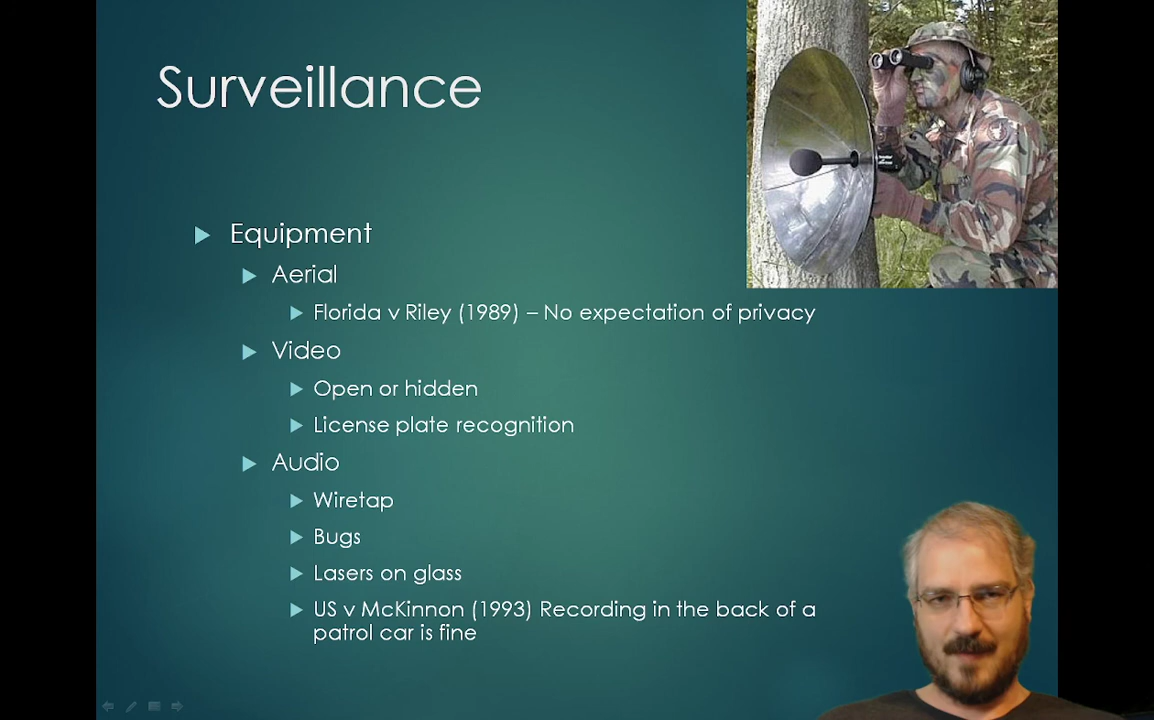 Surveillance
Equipment
Aerial
Florida v Riley (1989) – No expectation of privacy
Video
Open or hidden
License plate recognition
Audio
Wiretap
Bugs
Lasers on glass
US v McKinnon (1993) Recording in the back of a
patrol car is fine